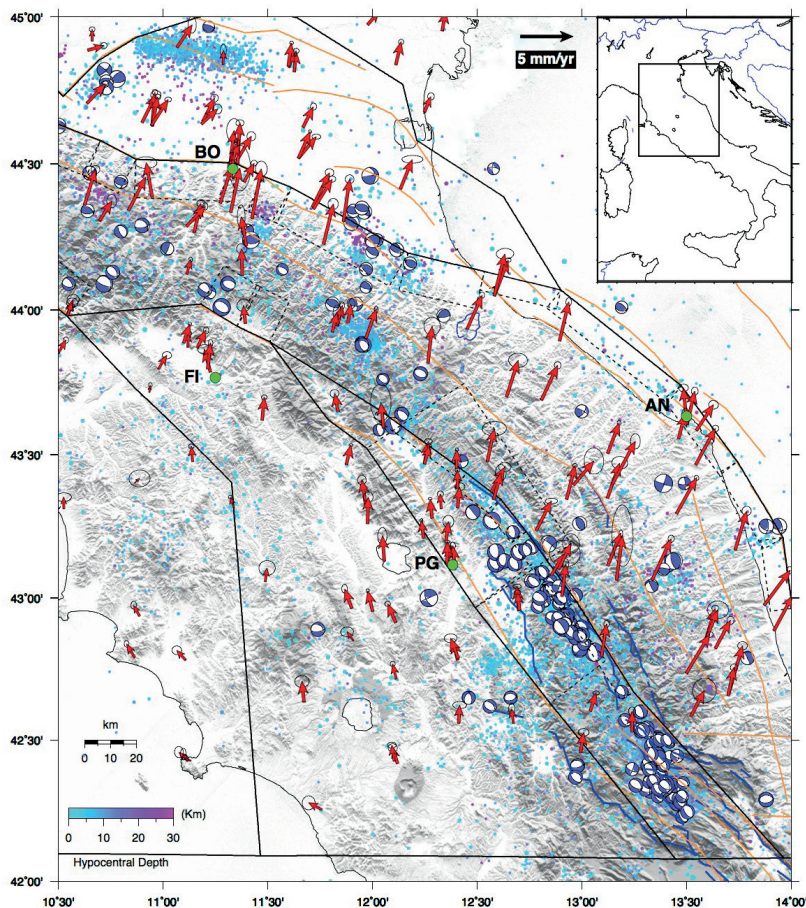 45°00'
44°30'
44°00'
43°30'
43°00'
42°30'
42°00'
5 mm/yr
BO
FI
AN
PG
km
0 10 20
(Km)
0 10 20 30
Hypocentral Depth
10°30' 11°00' 11°30' 12°00' 12°30' 13°00' 13°30' 14°00'